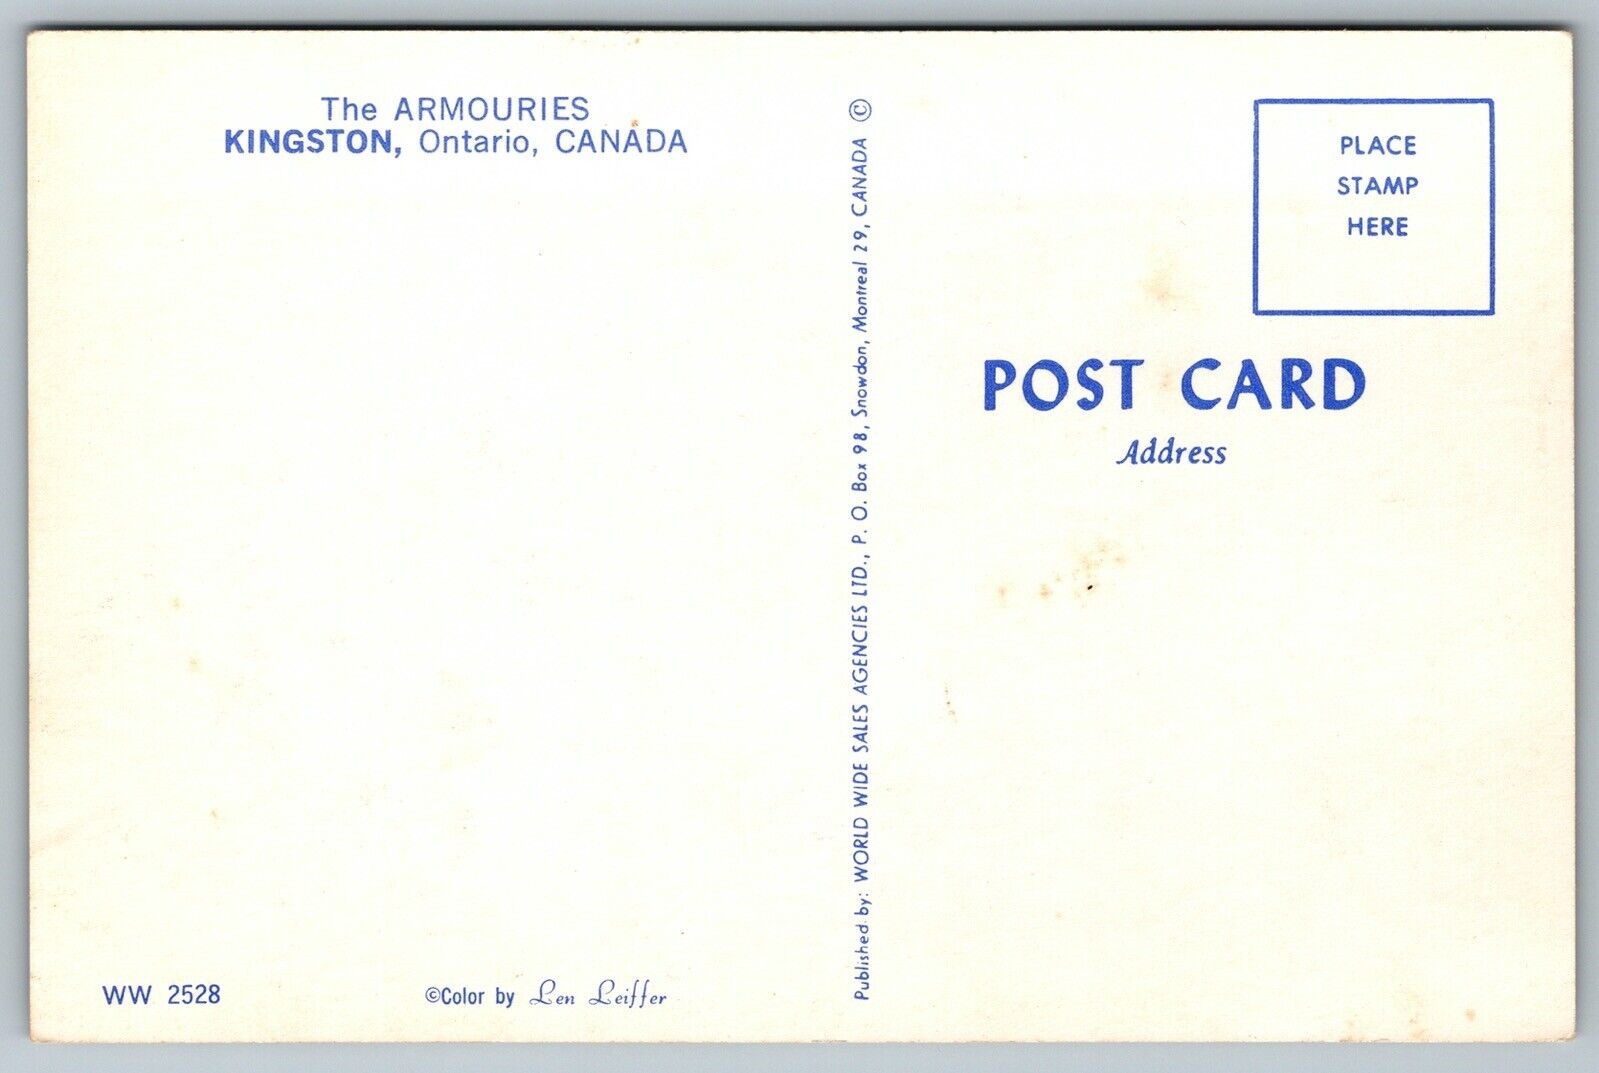 The ARMOURIES
KINGSTON, Ontario, CANADA
WW 2528
©Color by Len Leiffer
Published by: WORLD WIDE SALES AGENCIES LTD., P. O. Box 98, Snowdon, Montreal 29, CANADA ©
PLACE
STAMP
HERE
POST CARD
Address